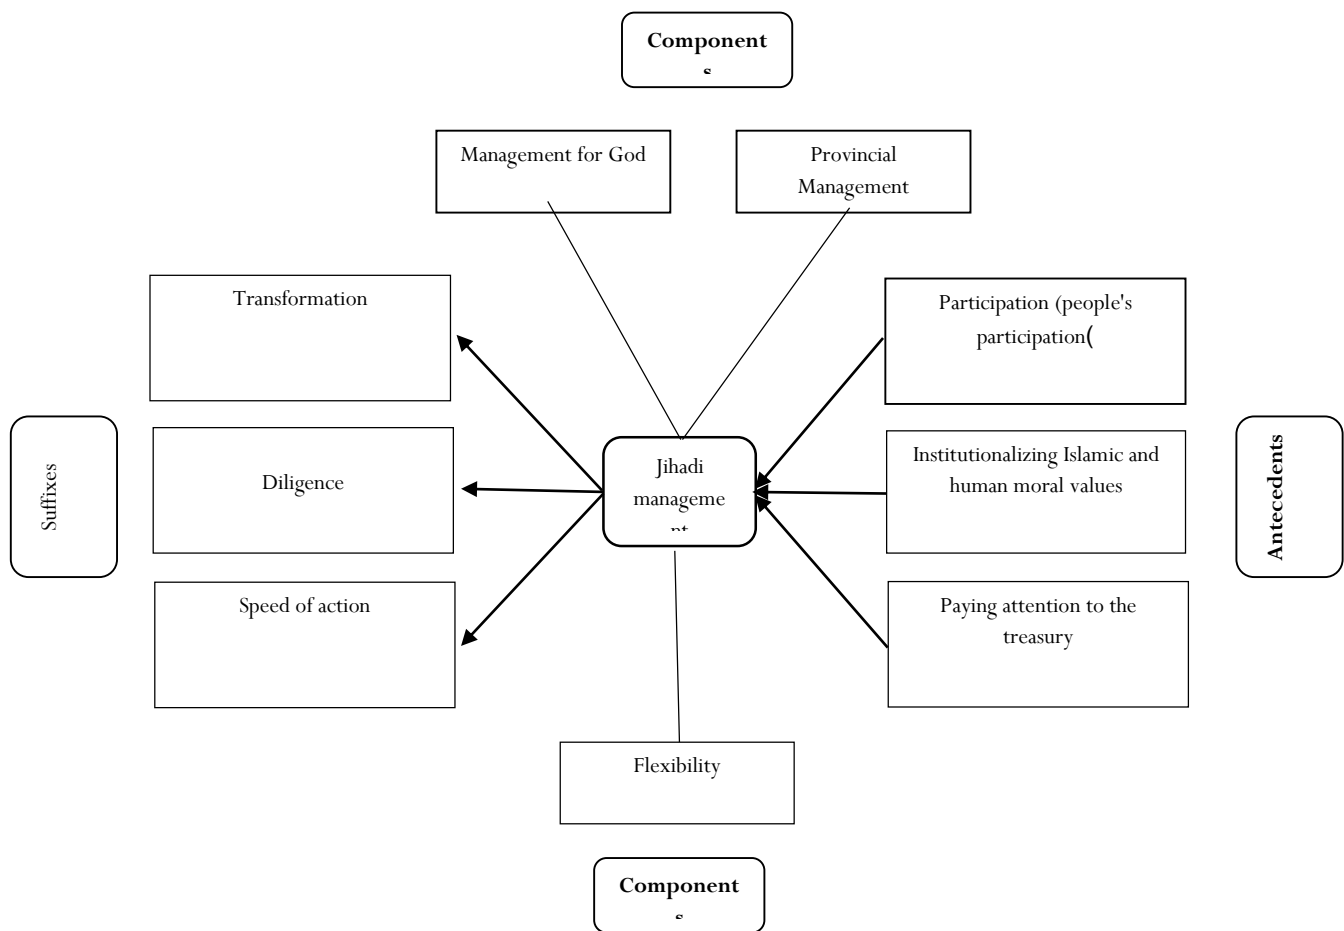 Component
s
Management for God
Provincial
Management
Transformation
Participation (people's
participation(
Suffixes
Diligence
Jihadi
manageme
nt
Institutionalizing Islamic and
human moral values
Antecedents
Speed of action
Paying attention to the
treasury
Flexibility
Component
s